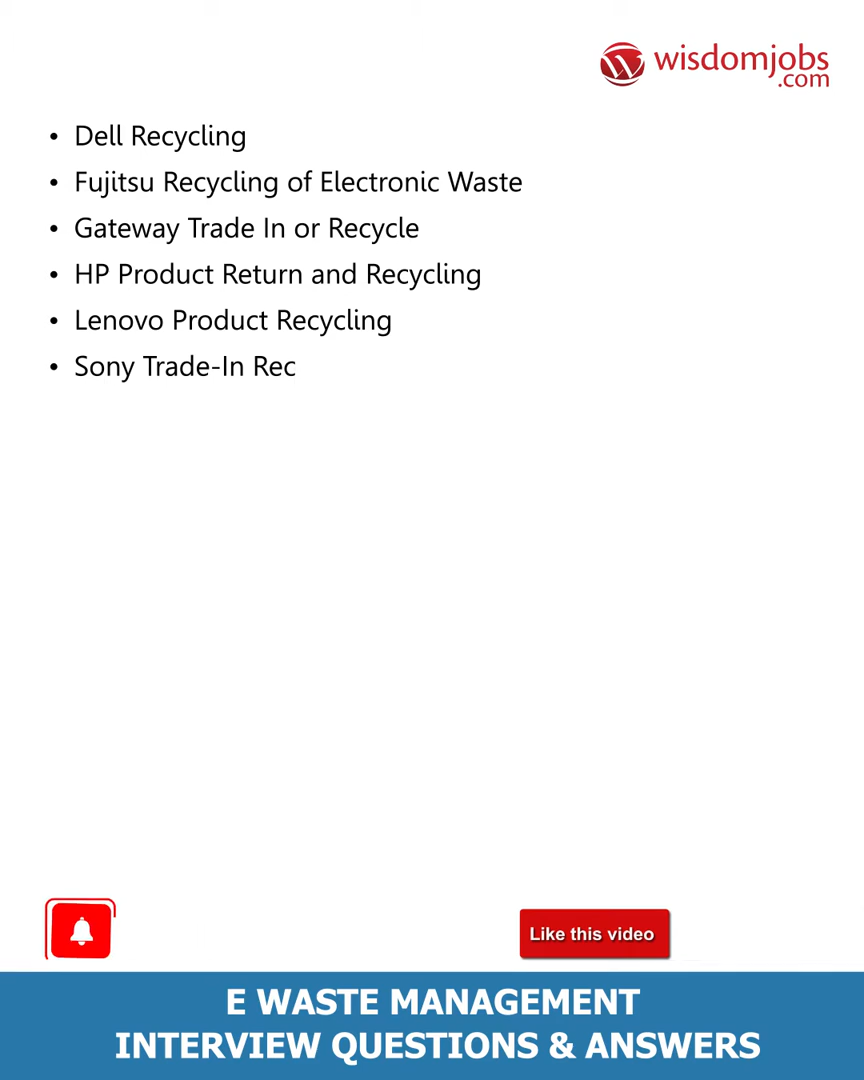 wisdomjobs
.com
• Dell Recycling
• Fujitsu Recycling of Electronic Waste
• Gateway Trade In or Recycle
• HP Product Return and Recycling
• Lenovo Product Recycling
• Sony Trade-In Rec
Like this video
E WASTE MANAGEMENT
INTERVIEW QUESTIONS & ANSWERS